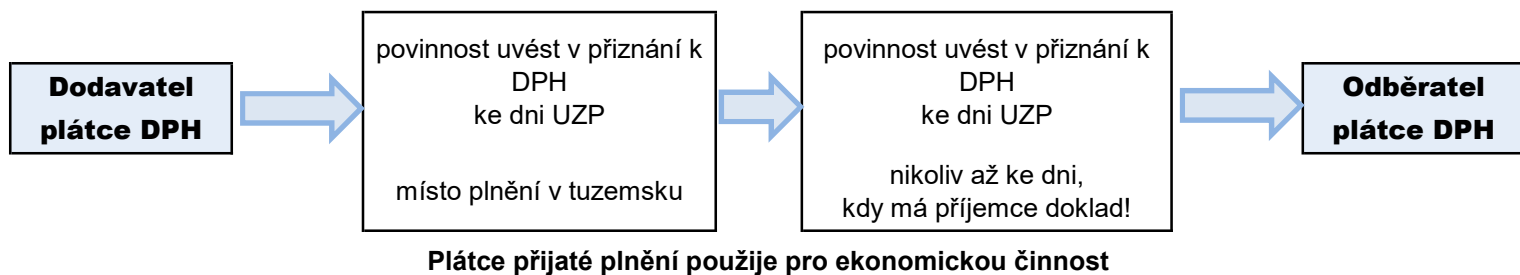 Dodavatel
plátce DPH
povinnost uvést v přiznání k
DPH
ke dni UZP
místo plnění v tuzemsku
povinnost uvést v přiznání k
DPH
ke dni UZP
nikoliv až ke dni,
kdy má příjemce doklad!
Odběratel
plátce DPH
Plátce přijaté plnění použije pro ekonomickou činnost